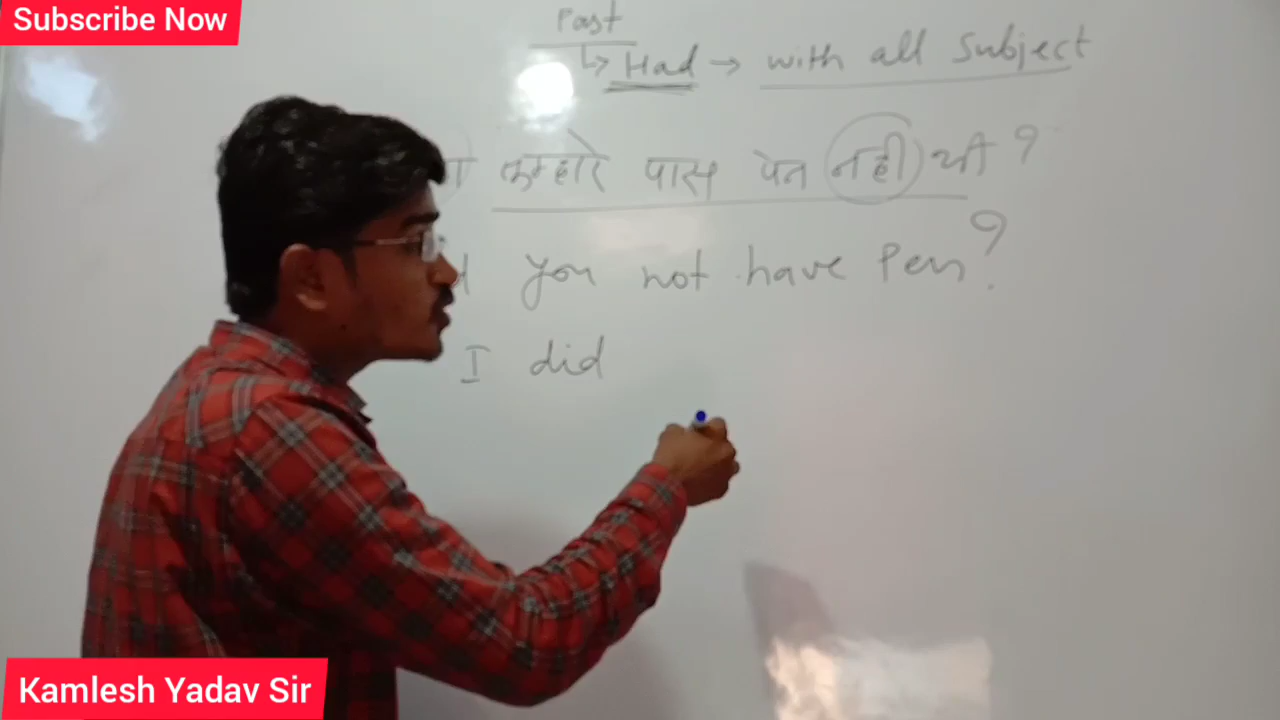 Subscribe Now
Past
↳ Had → with all Subject
तुम्हारे पास पेन नही थी ?
you not have Pen ?
I did
Kamlesh Yadav Sir